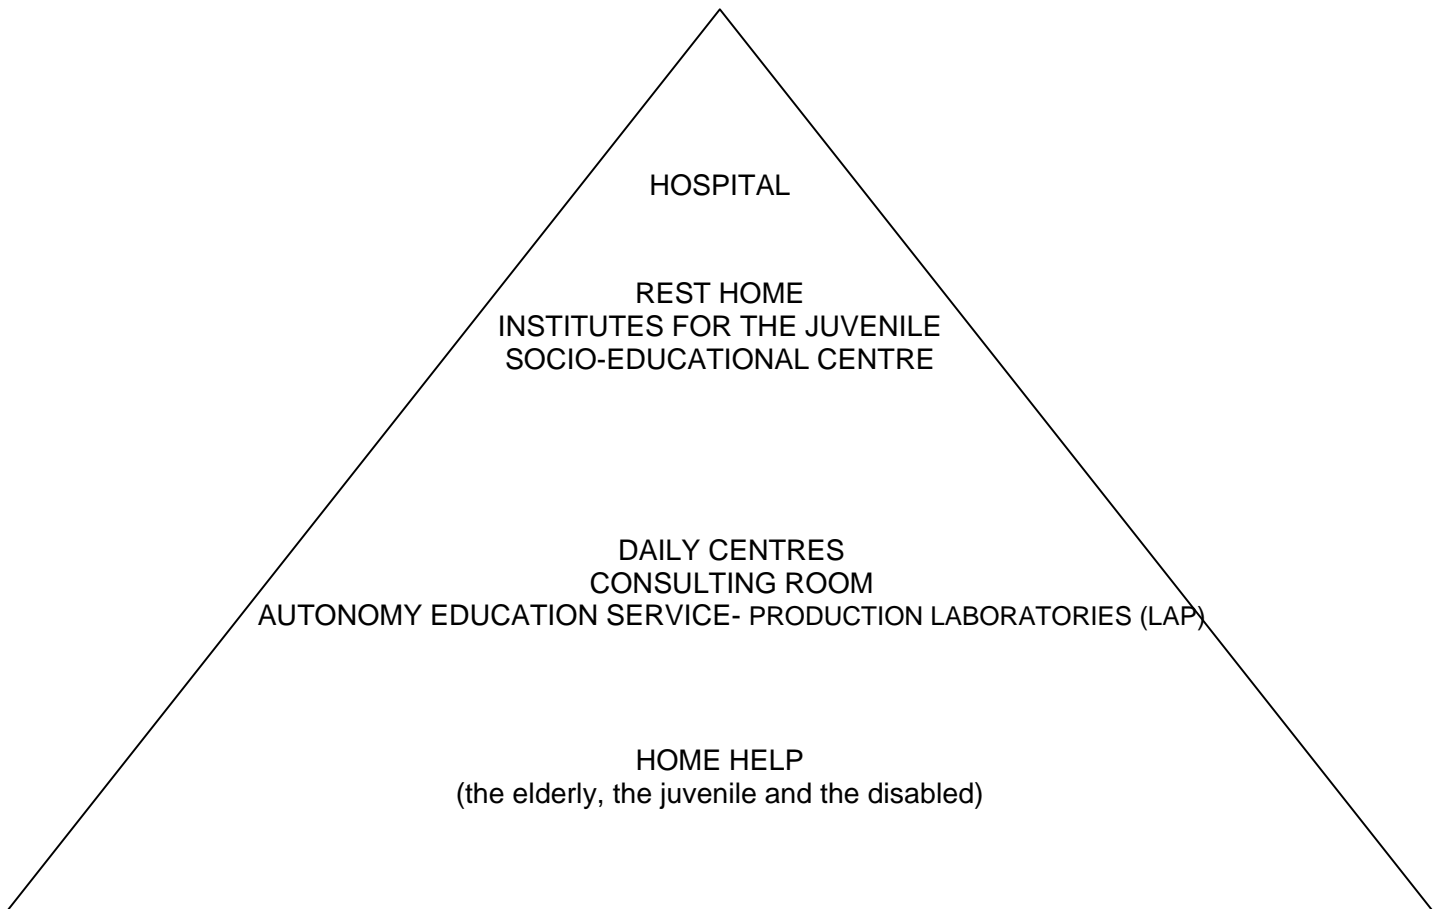 HOSPITAL
REST HOME
INSTITUTES FOR THE JUVENILE
SOCIO-EDUCATIONAL CENTRE
DAILY CENTRES
CONSULTING ROOM
AUTONOMY EDUCATION SERVICE- PRODUCTION LABORATORIES (LAP)
HOME HELP
(the elderly, the juvenile and the disabled)